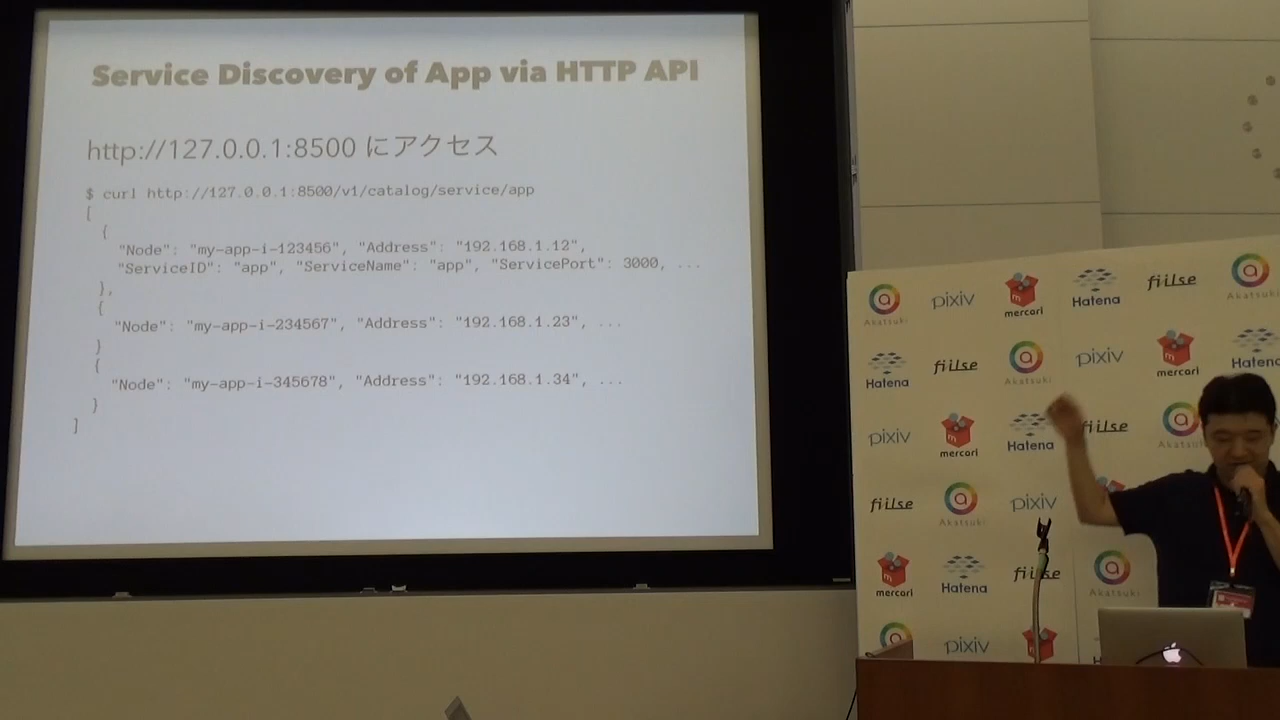 Service Discovery of App via HTTP API
http://127.0.0.1:8500 にアクセス
$ curl http://127.0.0.1:8500/v1/catalog/service/app
[
{
"Node": "my-app-i-123456", "Address": "192.168.1.12",
"ServiceID": "app", "ServiceName": "app", "ServicePort": 3000, ...
},
{
"Node": "my-app-i-234567", "Address": "192.168.1.23", ...
}
{
"Node": "my-app-i-345678", "Address": "192.168.1.34", ...
}
]
Akatsuki pixiv mercari Hatena fiilse Akatsuki
Hatena fiilse Akatsuki pixiv mercari Hatena
pixiv mercari Hatena fiilse Akatsuki
fiilse Akatsuki pixiv
mercari Hatena fiilse Akatsuki
pixiv